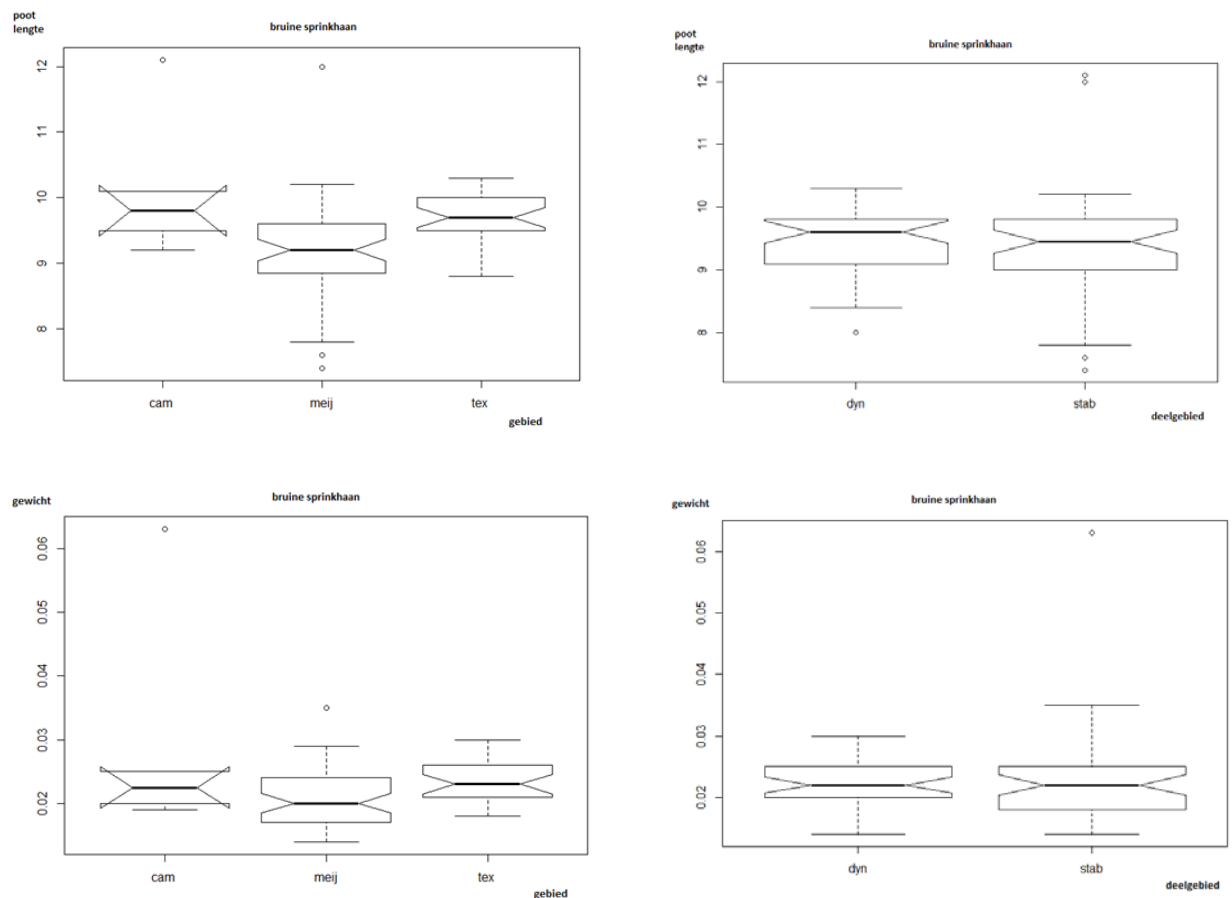 poot
lengte
bruine sprinkhaan
12
11
10
9
8
cam meij tex
gebied
poot
lengte
bruine sprinkhaan
12
11
10
9
8
dyn stab
deelgebied
gewicht
bruine sprinkhaan
0.06
0.05
0.04
0.03
0.02
cam meij tex
gebied
gewicht
bruine sprinkhaan
0.06
0.05
0.04
0.03
0.02
dyn stab
deelgebied